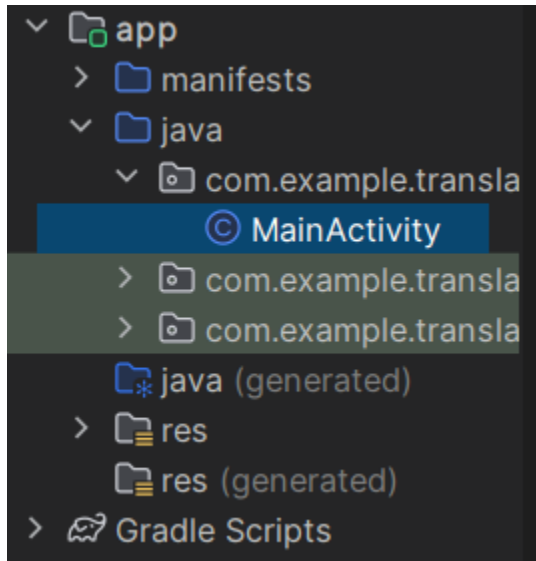 app
manifests
java
com.example.transla
MainActivity
com.example.transla
com.example.transla
java (generated)
res
res (generated)
Gradle Scripts